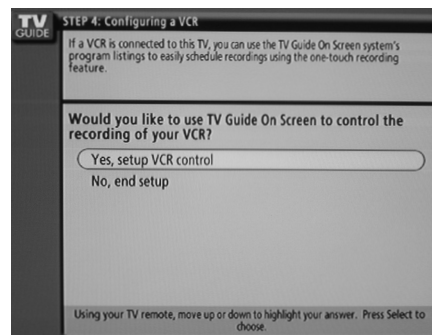 TV
GUIDE
STEP 4: Configuring a VCR
If a VCR is connected to this TV, you can use the TV Guide On Screen system's
program listings to easily schedule recordings using the one-touch recording
feature.
Would you like to use TV Guide On Screen to control the
recording of your VCR?
Yes, setup VCR control
No, end setup
Using your TV remote, move up or down to highlight your answer. Press Select to
choose.